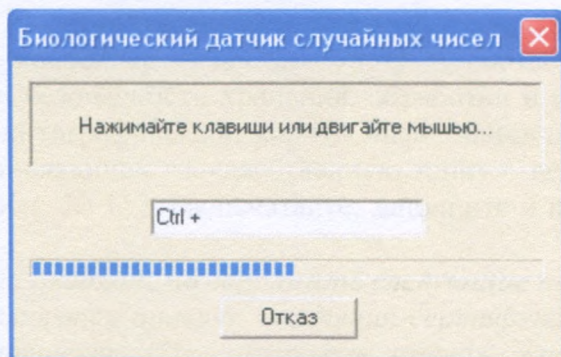 Биологический датчик случайных чисел
Нажимайте клавиши или двигайте мышью...
Ctrl +
Отказ